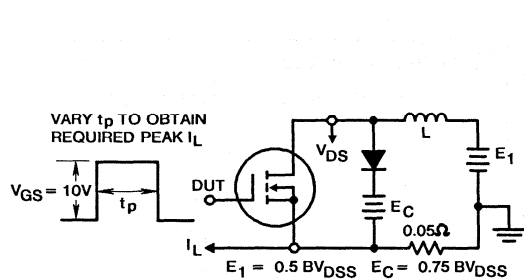 VARY tp TO OBTAIN
REQUIRED PEAK IL
VGS = 10V
tp
DUT
VDS
L
E1
EC
0.05Ω
IL
E1 = 0.5 BVDSS EC = 0.75 BVDSS